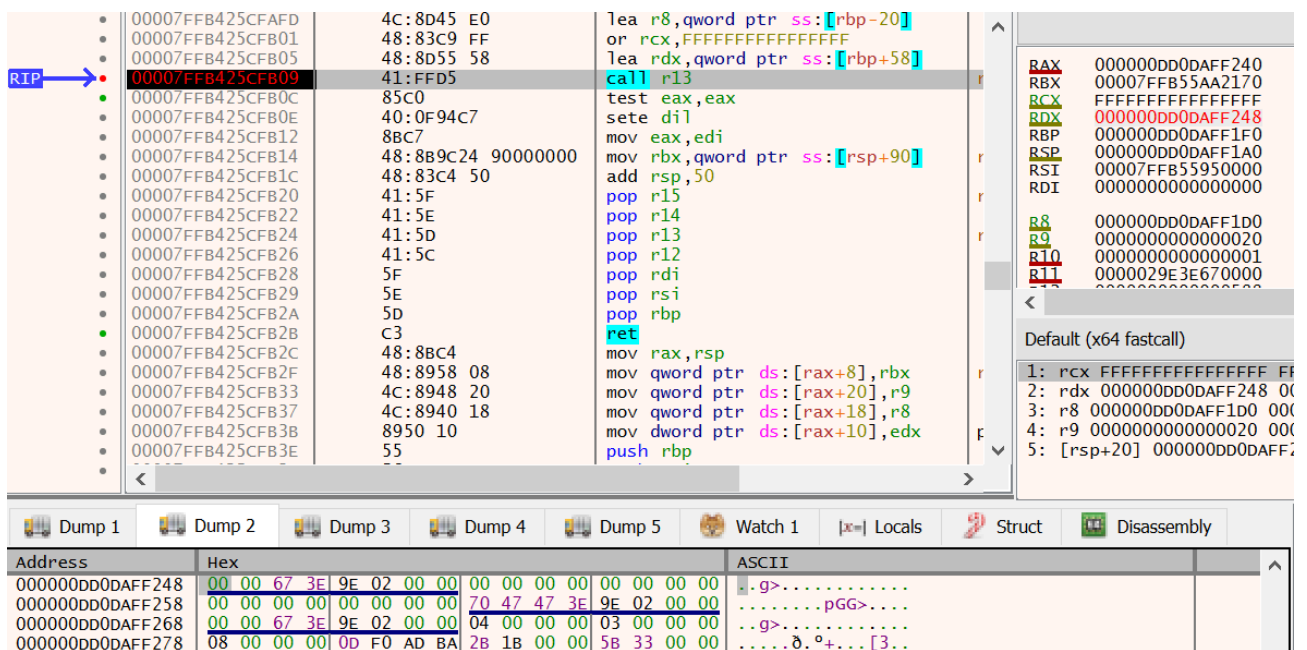 00007FFB425CFAFD 4C:8D45 E0 lea r8,qword ptr ss:[rbp-20]
00007FFB425CFB01 48:83C9 FF or rcx,FFFFFFFFFFFFFFFF
00007FFB425CFB05 48:8D55 58 lea rdx,qword ptr ss:[rbp+58]
RIP 00007FFB425CFB09 41:FFD5 call r13
00007FFB425CFB0C 85C0 test eax,eax
00007FFB425CFB0E 40:0F94C7 sete dil
00007FFB425CFB12 8BC7 mov eax,edi
00007FFB425CFB14 48:8B9C24 90000000 mov rbx,qword ptr ss:[rsp+90]
00007FFB425CFB1C 48:83C4 50 add rsp,50
00007FFB425CFB20 41:5F pop r15
00007FFB425CFB22 41:5E pop r14
00007FFB425CFB24 41:5D pop r13
00007FFB425CFB26 41:5C pop r12
00007FFB425CFB28 5F pop rdi
00007FFB425CFB29 5E pop rsi
00007FFB425CFB2A 5D pop rbp
00007FFB425CFB2B C3 ret
00007FFB425CFB2C 48:8BC4 mov rax,rsp
00007FFB425CFB2F 48:8958 08 mov qword ptr ds:[rax+8],rbx
00007FFB425CFB33 4C:8948 20 mov qword ptr ds:[rax+20],r9
00007FFB425CFB37 4C:8940 18 mov qword ptr ds:[rax+18],r8
00007FFB425CFB3B 8950 10 mov dword ptr ds:[rax+10],edx
00007FFB425CFB3E 55 push rbp
RAX 000000DD0DAFF240
RBX 00007FFB55AA2170
RCX FFFFFFFFFFFFFFFF
RDX 000000DD0DAFF248
RBP 000000DD0DAFF1F0
RSP 000000DD0DAFF1A0
RSI 00007FFB55950000
RDI 0000000000000000
R8 000000DD0DAFF1D0
R9 0000000000000020
R10 0000000000000001
R11 0000029E3E670000
Default (x64 fastcall)
1: rcx FFFFFFFFFFFFFFFF FF
2: rdx 000000DD0DAFF248 00
3: r8 000000DD0DAFF1D0 000
4: r9 0000000000000020 000
5: [rsp+20] 000000DD0DAFF2
Dump 1 Dump 2 Dump 3 Dump 4 Dump 5 Watch 1 [x=] Locals Struct Disassembly
Address Hex ASCII
000000DD0DAFF248 00 00 67 3E 9E 02 00 00 00 00 00 00 00 00 00 00 ..g>............
000000DD0DAFF258 00 00 00 00 00 00 00 00 70 47 47 3E 9E 02 00 00 ........pGG>....
000000DD0DAFF268 00 00 67 3E 9E 02 00 00 04 00 00 00 03 00 00 00 ..g>............
000000DD0DAFF278 08 00 00 00 0D F0 AD BA 2B 1B 00 00 5B 33 00 00 .....ð.º+...[3..